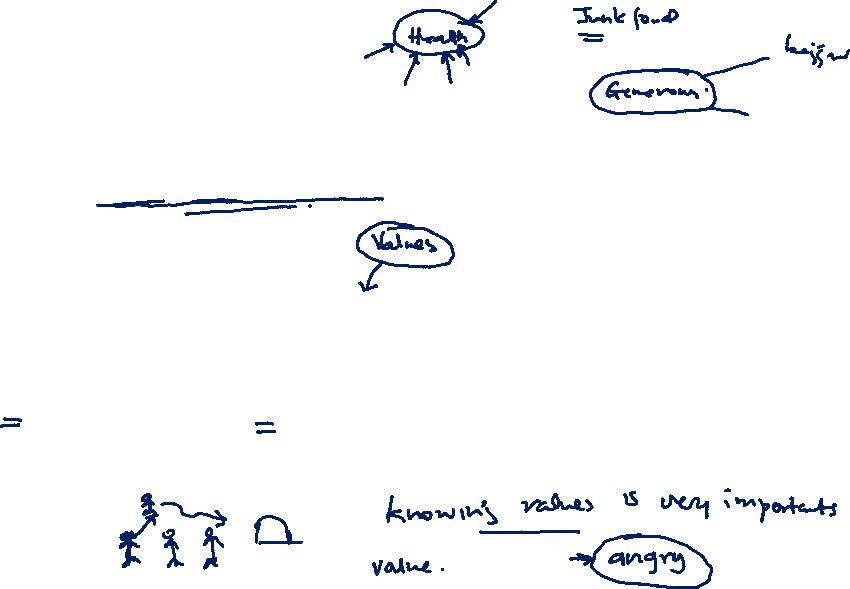 Junk food
Health
Generous
Values
knowing values is very importants
value.
angry